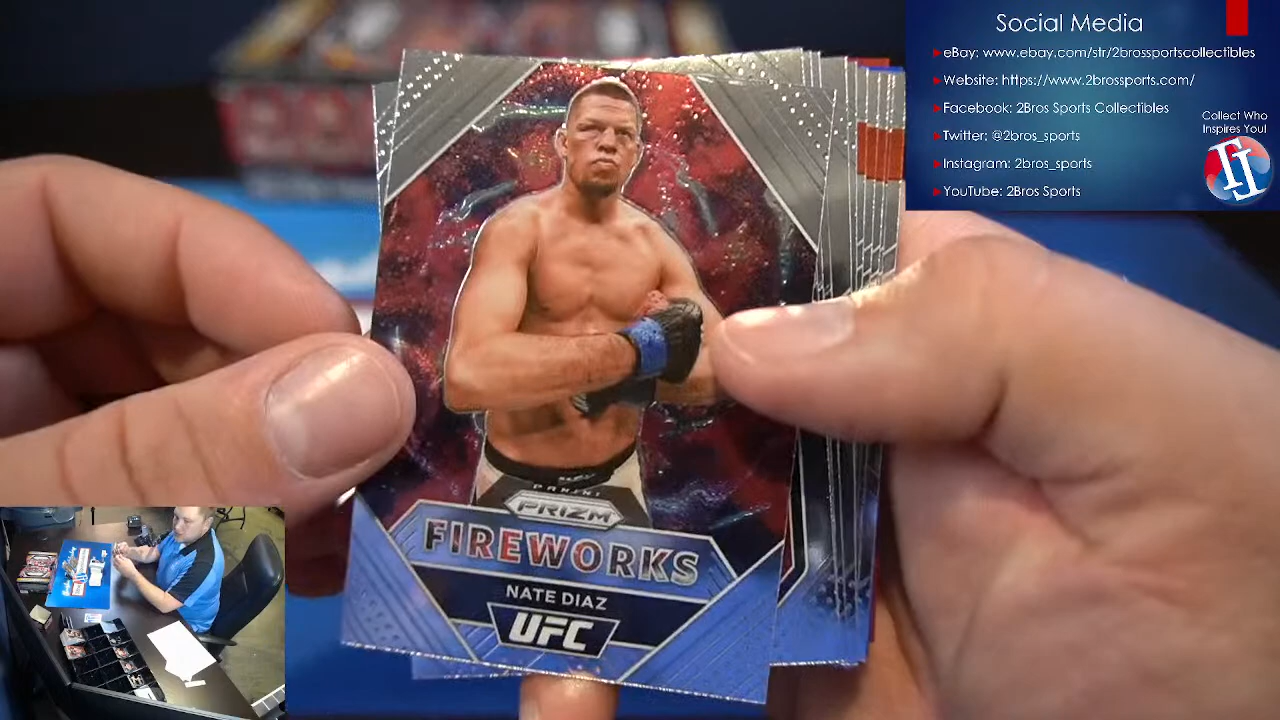 Social Media
eBay: www.ebay.com/str/2brossportscollectibles
Website: https://www.2brossports.com/
Facebook: 2Bros Sports Collectibles
Twitter: @2bros_sports
Instagram: 2bros_sports
YouTube: 2Bros Sports
Collect Who
Inspires You!
PANINI
PRIZM
FIREWORKS
NATE DIAZ
UFC